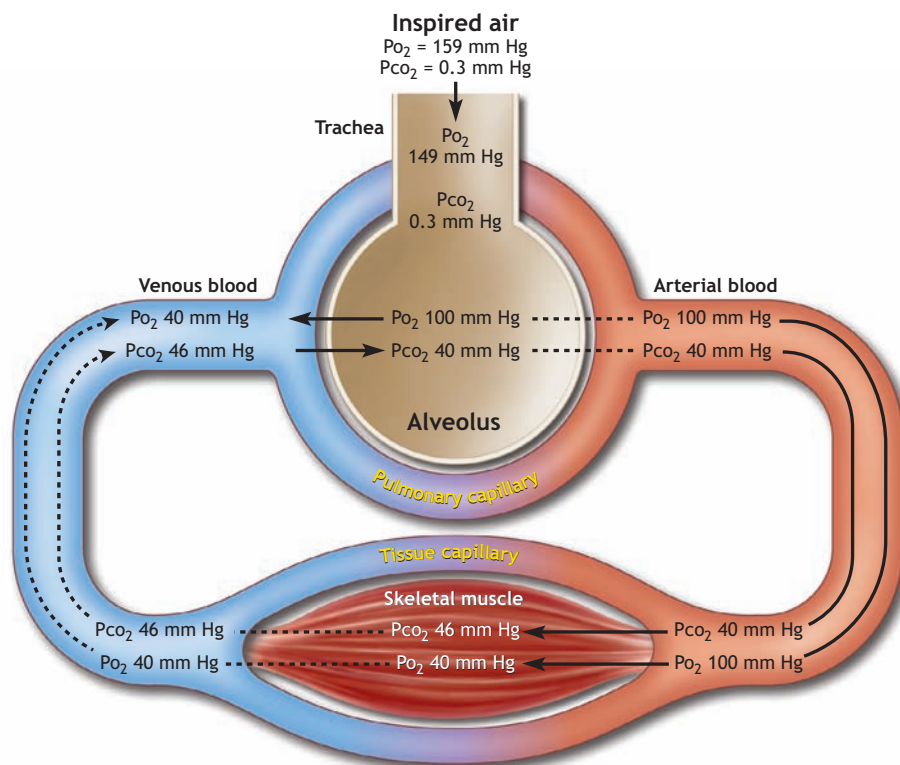 Inspired air
Po₂ = 159 mm Hg
Pco₂ = 0.3 mm Hg
Trachea
Po₂
149 mm Hg
Pco₂
0.3 mm Hg
Venous blood
Arterial blood
Po₂ 40 mm Hg
Po₂ 100 mm Hg
Po₂ 100 mm Hg
Pco₂ 46 mm Hg
Pco₂ 40 mm Hg
Pco₂ 40 mm Hg
Alveolus
Pulmonary capillary
Tissue capillary
Skeletal muscle
Pco₂ 46 mm Hg
Pco₂ 46 mm Hg
Pco₂ 40 mm Hg
Po₂ 40 mm Hg
Po₂ 40 mm Hg
Po₂ 100 mm Hg